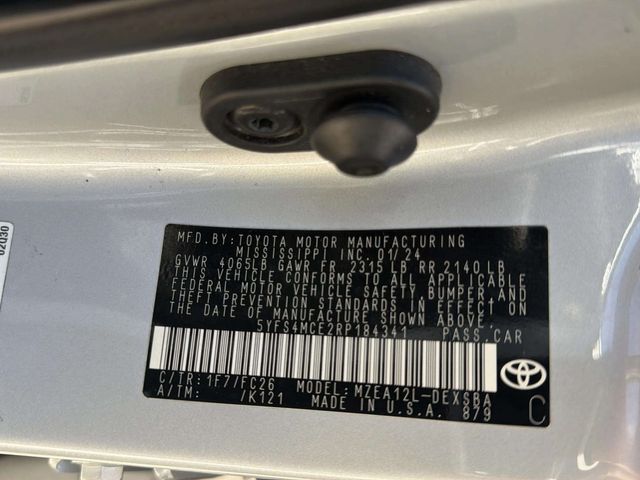 02030
MFD.BY:TOYOTA MOTOR MANUFACTURING
MISSISSIPPI INC.01/24
GVWR 4065LB GAWR FR 2315 LB RR 2140 LB
THIS VEHICLE CONFORMS TO ALL APPLICABLE
FEDERAL MOTOR VEHICLE SAFETY,BUMPER,AND
THEFT PREVENTION STANDARDS IN EFFECT ON
THE DATE OF MANUFACTURE SHOWN ABOVE.
5YFS4MCE2RP184341 PASS.CAR
C/TR:1F7/FC26 MODEL:MZEA12L-DEXSBA
A/TM: /K121 MADE IN U.S.A. 879
C